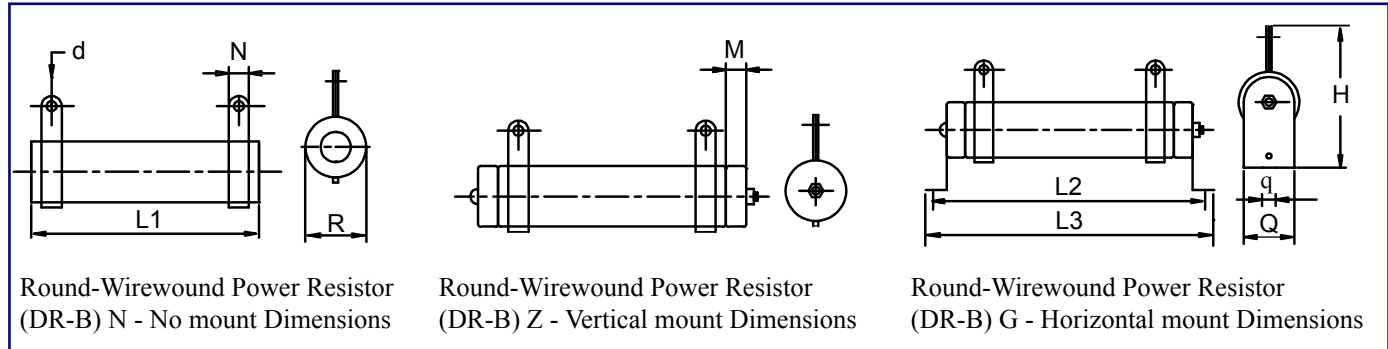 d
N
L1
R
Round-Wirewound Power Resistor
(DR-B) N - No mount Dimensions
M
Round-Wirewound Power Resistor
(DR-B) Z - Vertical mount Dimensions
L2
L3
H
q
Q
Round-Wirewound Power Resistor
(DR-B) G - Horizontal mount Dimensions